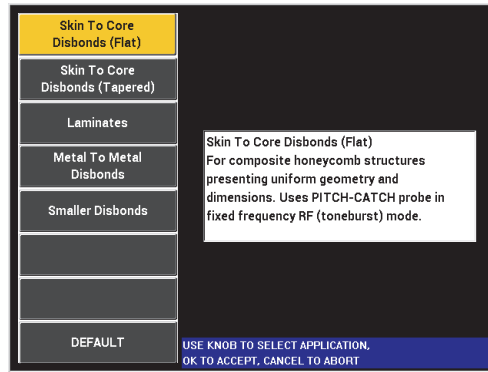 Skin To Core
Disbonds (Flat)
Skin To Core
Disbonds (Tapered)
Laminates
Metal To Metal
Disbonds
Smaller Disbonds
DEFAULT
Skin To Core Disbonds (Flat)
For composite honeycomb structures
presenting uniform geometry and
dimensions. Uses PITCH-CATCH probe in
fixed frequency RF (toneburst) mode.
USE KNOB TO SELECT APPLICATION,
OK TO ACCEPT, CANCEL TO ABORT